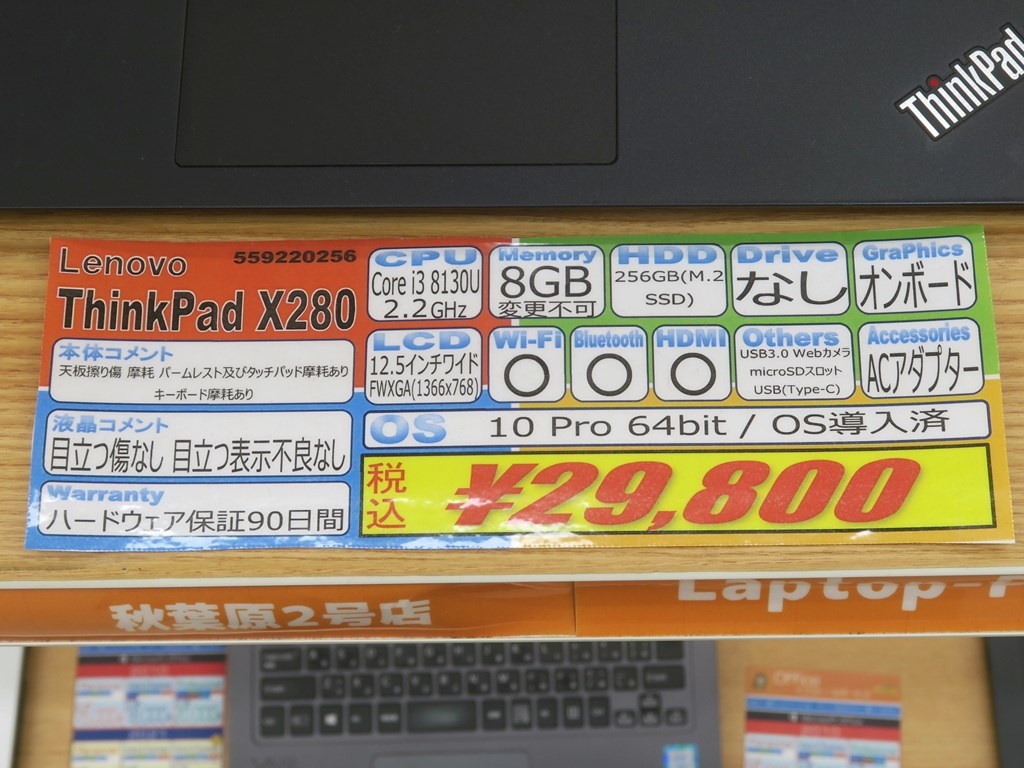 ThinkPad
Lenovo
559220256
ThinkPad X280
本体コメント
天板擦り傷 摩耗 パームレスト及びタッチパッド摩耗あり
キーボード摩耗あり
液晶コメント
目立つ傷なし 目立つ表示不良なし
Warranty
ハードウェア保証90日間
CPU
Core i3 8130U
2.2GHz
Memory
8GB
変更不可
HDD
256GB(M.2
SSD)
Drive
なし
GraPhics
オンボード
LCD
12.5インチワイド
FWXGA(1366x768)
Wi-Fi
○
Bluetooth
○
HDMI
○
Others
USB3.0 Webカメラ
microSDスロット
USB(Type-C)
Accessories
ACアダプター
OS
10 Pro 64bit / OS導入済
税込
¥29,800
秋葉原2号店
Laptop-